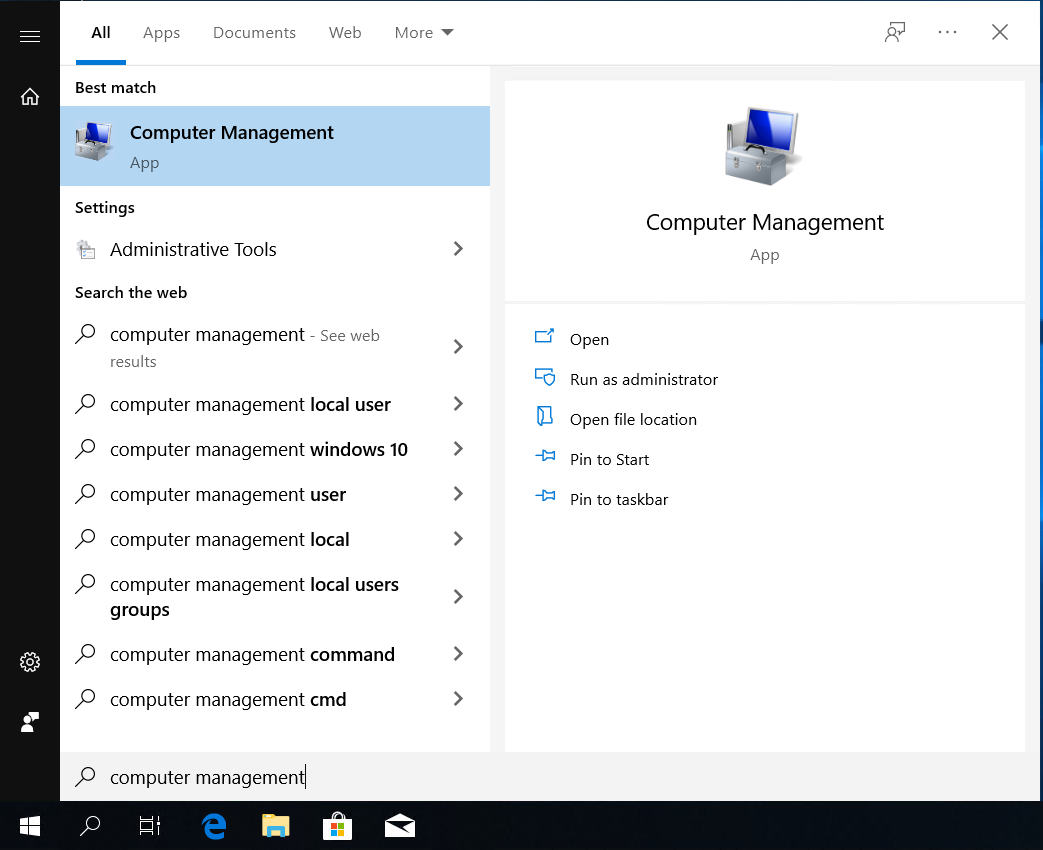 All Apps Documents Web More
Best match
Computer Management
App
Settings
Administrative Tools
Search the web
computer management - See web
results
computer management local user
computer management windows 10
computer management user
computer management local
computer management local users
groups
computer management command
computer management cmd
computer management
Computer Management
App
Open
Run as administrator
Open file location
Pin to Start
Pin to taskbar